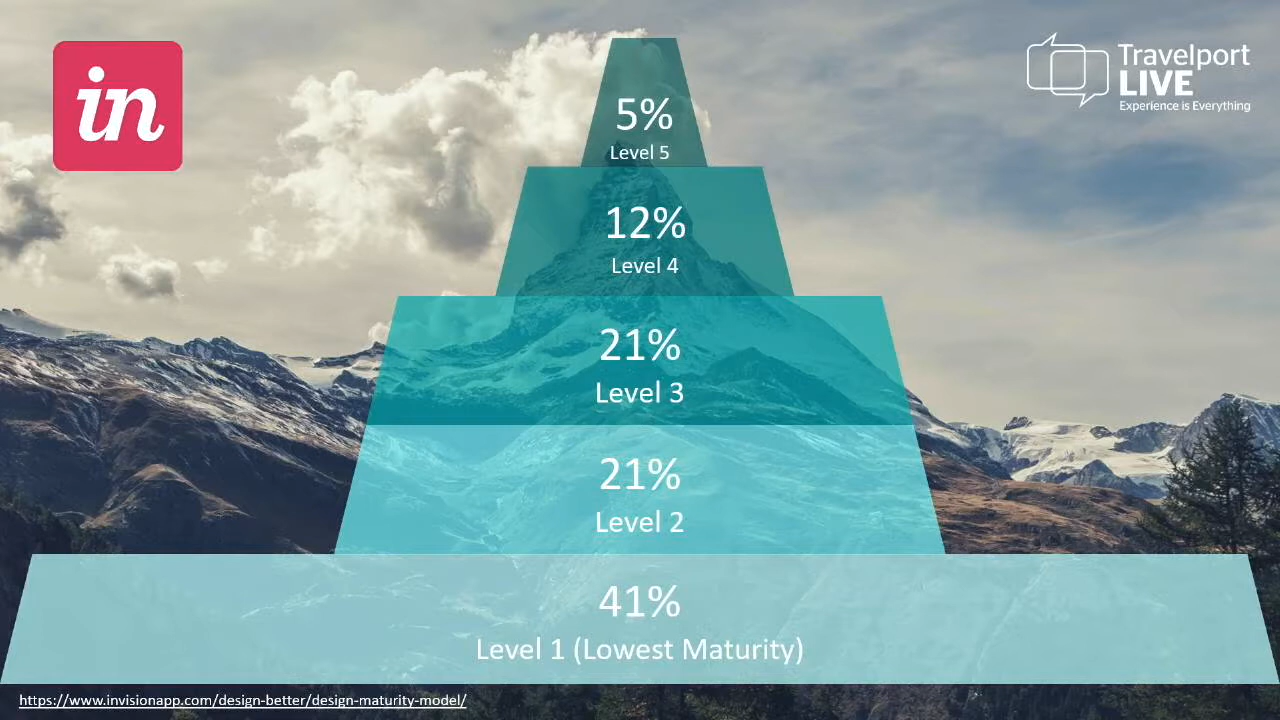 in
Travelport
LIVE
Experience is Everything
5%
Level 5
12%
Level 4
21%
Level 3
21%
Level 2
41%
Level 1 (Lowest Maturity)
https://www.invisionapp.com/design-better/design-maturity-model/